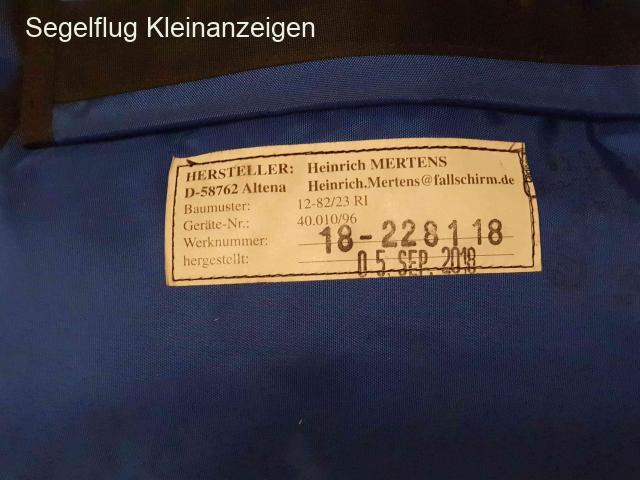 Segelflug Kleinanzeigen
HERSTELLER: Heinrich MERTENS
D-58762 Altena Heinrich.Mertens@fallschirm.de
Baumuster: 12-82/23 RI
Geräte-Nr.: 40.010/96
Werknummer: 18-228118
hergestellt: 05. SEP. 2018